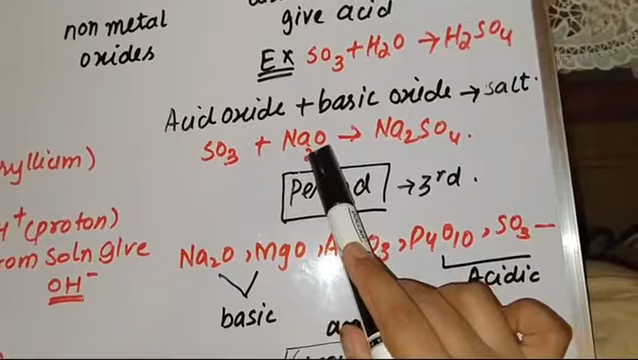 non metal
oxides
give acid
Ex SO3+H2O → H2SO4
Acid oxide + basic oxide → salt.
SO3 + Na2O → Na2SO4.
→ 3rd.
ryllium)
H+ (proton)
rom soln give
OH-
Na2O, MgO, , P4O10, SO3 —
basic
Acidic